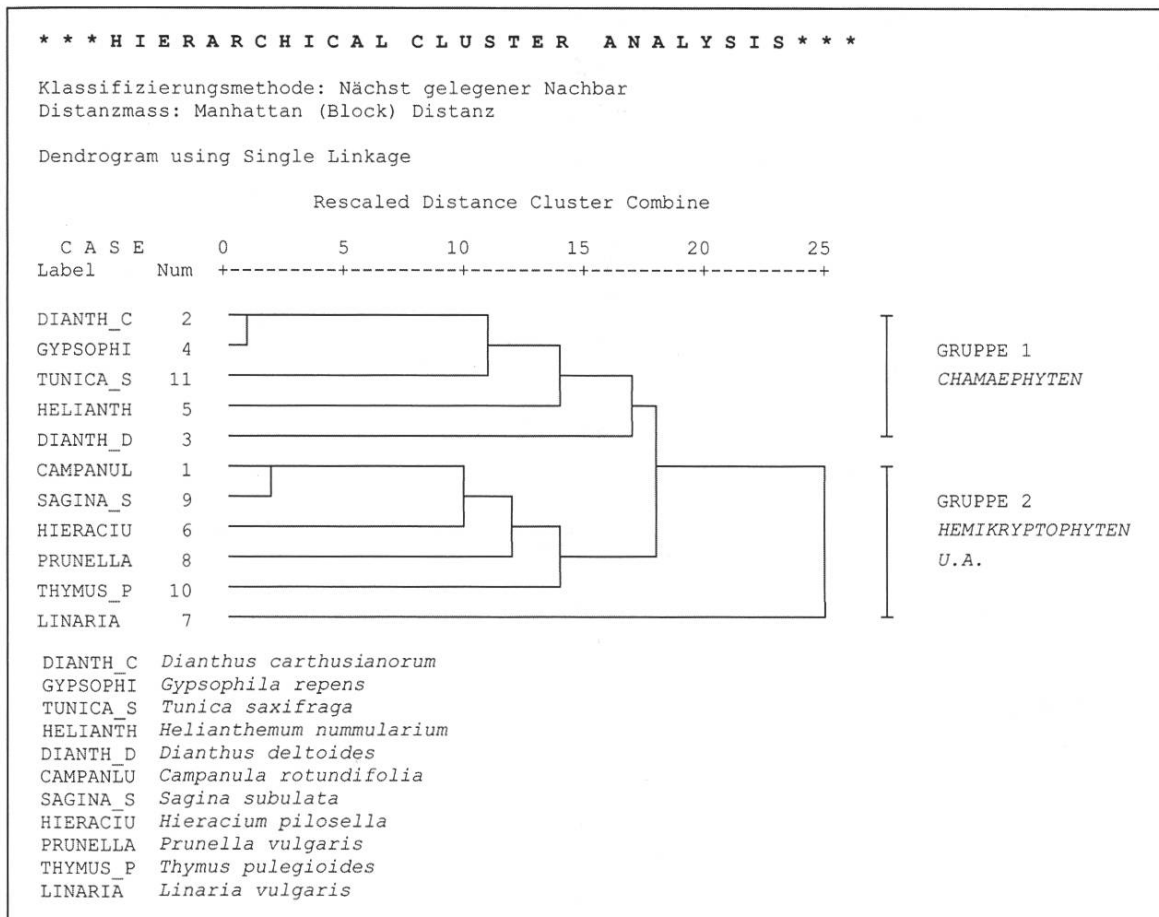 * * * H I E R A R C H I C A L C L U S T E R A N A L Y S I S * * *
Klassifizierungsmethode: Nächst gelegener Nachbar
Distanzmass: Manhattan (Block) Distanz
Dendrogram using Single Linkage
Rescaled Distance Cluster Combine
C A S E 0 5 10 15 20 25
Label Num +---------+---------+---------+---------+---------+
DIANTH_C 2
GYPSOPHI 4
TUNICA_S 11
HELIANTH 5
DIANTH_D 3
CAMPANUL 1
SAGINA_S 9
HIERACIU 6
PRUNELLA 8
THYMUS_P 10
LINARIA 7
GRUPPE 1
CHAMAEPHYTEN
GRUPPE 2
HEMIKRYPTOPHYTEN
U.A.
DIANTH_C Dianthus carthusianorum
GYPSOPHI Gypsophila repens
TUNICA_S Tunica saxifraga
HELIANTH Helianthemum nummularium
DIANTH_D Dianthus deltoides
CAMPANLU Campanula rotundifolia
SAGINA_S Sagina subulata
HIERACIU Hieracium pilosella
PRUNELLA Prunella vulgaris
THYMUS_P Thymus pulegioides
LINARIA Linaria vulgaris